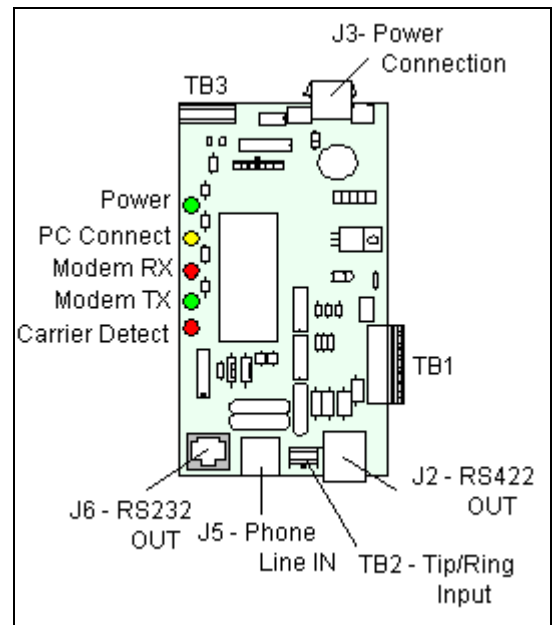 J3- Power
Connection
TB3
Power
PC Connect
Modem RX
Modem TX
Carrier Detect
TB1
J2 - RS422
OUT
J6 - RS232
OUT
J5 - Phone
Line IN
TB2 - Tip/Ring
Input